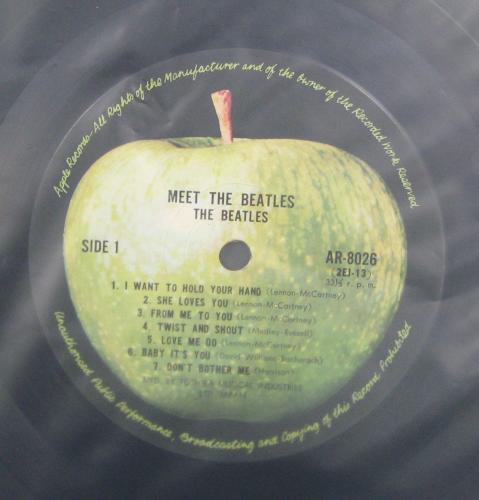 Apple Records. All Rights of the Manufacturer and of the Owner of the Recorded Work Reserved
MEET THE BEATLES
THE BEATLES
SIDE 1
AR-8026
(2EJ-13)
33⅓ r. p. m.
1. I WANT TO HOLD YOUR HAND (Lennon-McCartney)
2. SHE LOVES YOU (Lennon-McCartney)
3. FROM ME TO YOU (Lennon-McCartney)
4. TWIST AND SHOUT (Medley-Russell)
5. LOVE ME DO (Lennon-McCartney)
6. BABY IT'S YOU (David Williams Bacharach)
7. DON'T BOTHER ME (Harrison)
MUSICAL INDUSTRIES
Unauthorised Public Performance, Broadcasting and Copying of this Record Prohibited